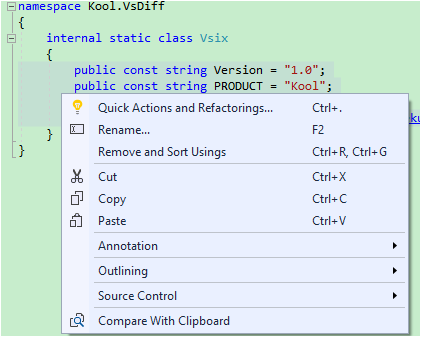 namespace Kool.VsDiff
{
internal static class Vsix
{
public const string Version = "1.0";
public const string PRODUCT = "Kool";
Quick Actions and Refactorings... Ctrl+.
Rename... F2
Remove and Sort Usings Ctrl+R, Ctrl+G
}
}
Cut Ctrl+X
Copy Ctrl+C
Paste Ctrl+V
Annotation
Outlining
Source Control
Compare With Clipboard